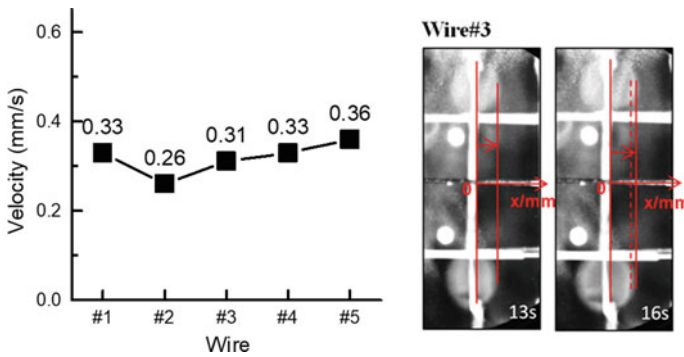 0.6
0.4
0.2
0.0
Velocity (mm/s)
0.33
0.26
0.31
0.33
0.36
#1 #2 #3 #4 #5
Wire
Wire#3
0
x/mm
13s
0
x/mm
16s